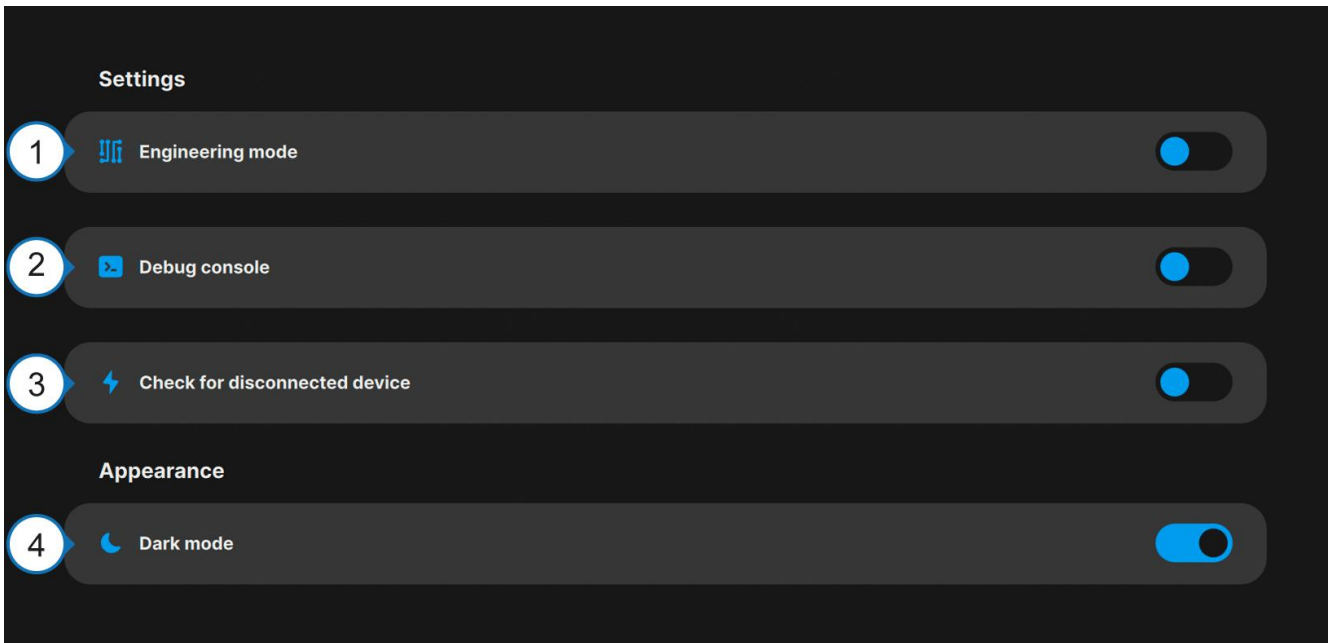 Settings
1 Engineering mode
2 Debug console
3 Check for disconnected device
Appearance
4 Dark mode